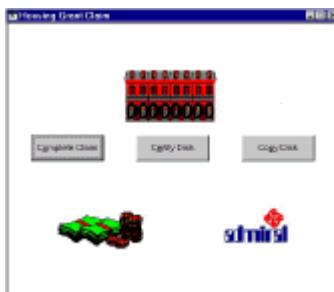 Housing Grant Claim
Complete Claim
Certify Disk
Copy Disk
admiral